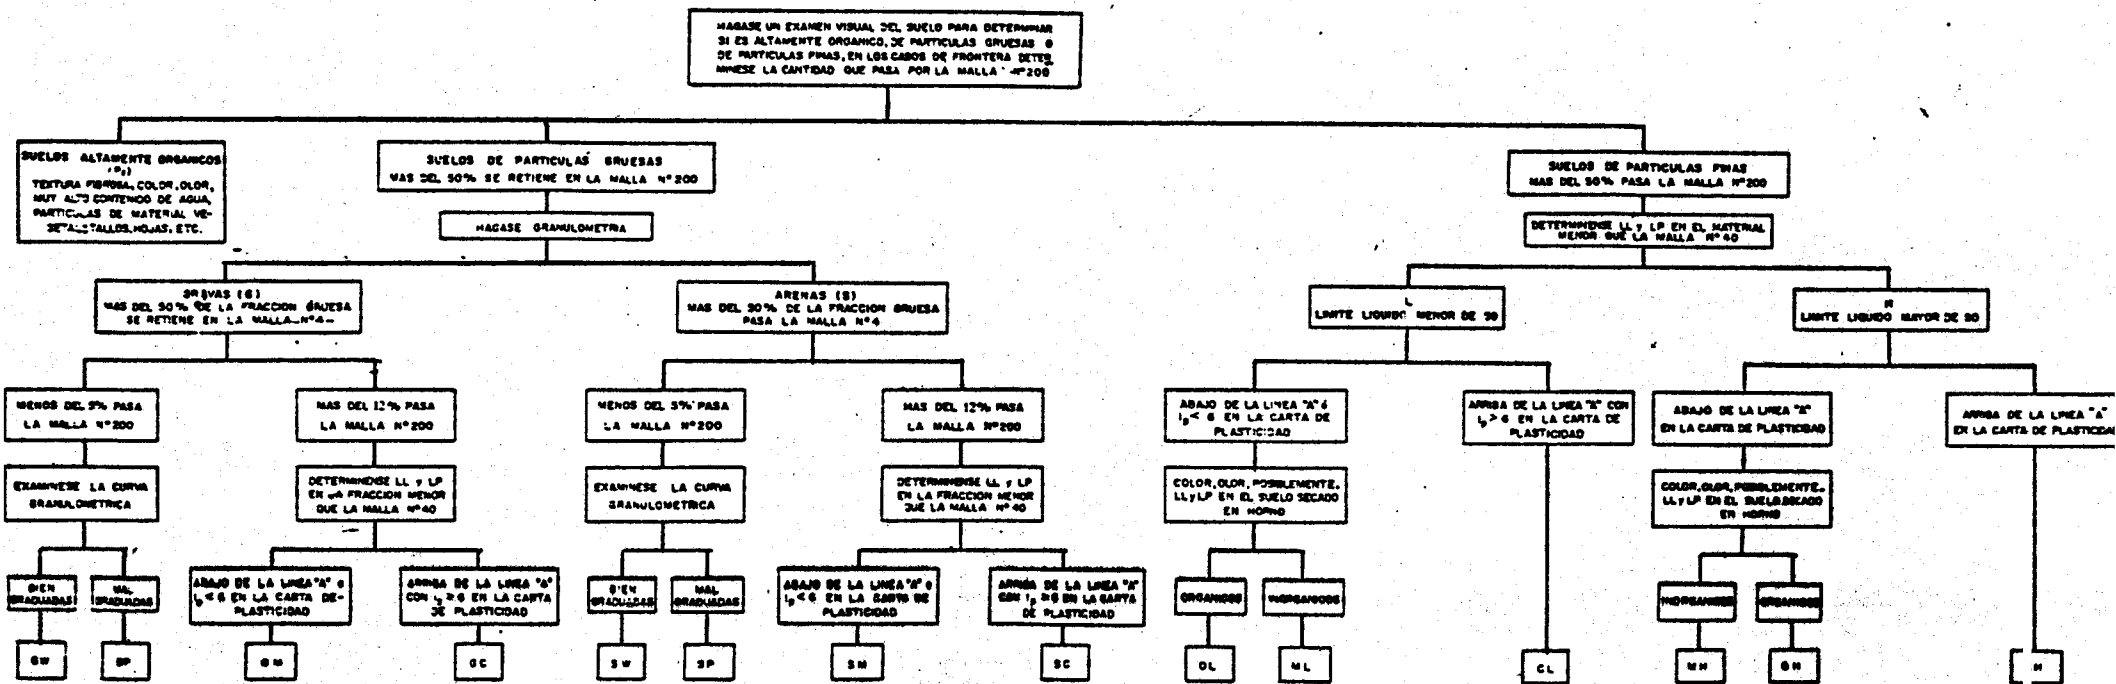 HAGASE UN EXAMEN VISUAL DEL SUELO PARA DETERMINAR
SI ES ALTAMENTE ORGANICO, DE PARTICULAS GRUESAS O
DE PARTICULAS FINAS, EN LOS CASOS DE FRONTERA DETER
MINESE LA CANTIDAD QUE PASA POR LA MALLA Nº200
SUELOS ALTAMENTE ORGANICOS
(Pt)
TEXTURA FIBROSA, COLOR, OLOR,
MUY ALTO CONTENIDO DE AGUA,
PARTICULAS DE MATERIAL VE-
GETAL: TALLOS, HOJAS, ETC.
SUELOS DE PARTICULAS GRUESAS
MAS DEL 50% SE RETIENE EN LA MALLA Nº200
HAGASE GRANULOMETRIA
SUELOS DE PARTICULAS FINAS
MAS DEL 50% PASA LA MALLA Nº200
DETERMINENSE LL y LP EN EL MATERIAL
MENOR QUE LA MALLA Nº40
GRAVAS (G)
MAS DEL 50% DE LA FRACCION GRUESA
SE RETIENE EN LA MALLA Nº4
ARENAS (S)
MAS DEL 50% DE LA FRACCION GRUESA
PASA LA MALLA Nº4
L
LIMITE LIQUIDO MENOR DE 50
H
LIMITE LIQUIDO MAYOR DE 50
MENOS DEL 5% PASA
LA MALLA Nº200
MAS DEL 12% PASA
LA MALLA Nº200
MENOS DEL 5% PASA
LA MALLA Nº200
MAS DEL 12% PASA
LA MALLA Nº200
ABAJO DE LA LINEA "A" ó
Ip< 6 EN LA CARTA DE
PLASTICIDAD
ARRIBA DE LA LINEA "A" CON
Ip> 6 EN LA CARTA DE
PLASTICIDAD
ABAJO DE LA LINEA "A"
EN LA CARTA DE PLASTICIDAD
ARRIBA DE LA LINEA "A"
EN LA CARTA DE PLASTICIDAD
EXAMINESE LA CURVA
GRANULOMETRICA
DETERMINENSE LL y LP
EN LA FRACCION MENOR
QUE LA MALLA Nº40
EXAMINESE LA CURVA
GRANULOMETRICA
DETERMINENSE LL y LP
EN LA FRACCION MENOR
QUE LA MALLA Nº40
COLOR, OLOR, POSIBLEMENTE,
LL y LP EN EL SUELO SECADO
EN HORNO
COLOR, OLOR, POSIBLEMENTE,
LL y LP EN EL SUELO SECADO
EN HORNO
BIEN
GRADUADAS
MAL
GRADUADAS
ABAJO DE LA LINEA "A" o
Ip< 6 EN LA CARTA DE
PLASTICIDAD
ARRIBA DE LA LINEA "A"
CON Ip ≥ 6 EN LA CARTA
DE PLASTICIDAD
BIEN
GRADUADAS
MAL
GRADUADAS
ABAJO DE LA LINEA "A" o
Ip < 6 EN LA CARTA DE
PLASTICIDAD
ARRIBA DE LA LINEA "A"
CON Ip ≥ 6 EN LA CARTA
DE PLASTICIDAD
ORGANICOS
INORGANICOS
INORGANICOS
ORGANICOS
GW
GP
GM
GC
SW
SP
SM
SC
OL
ML
CL
MH
OH
H